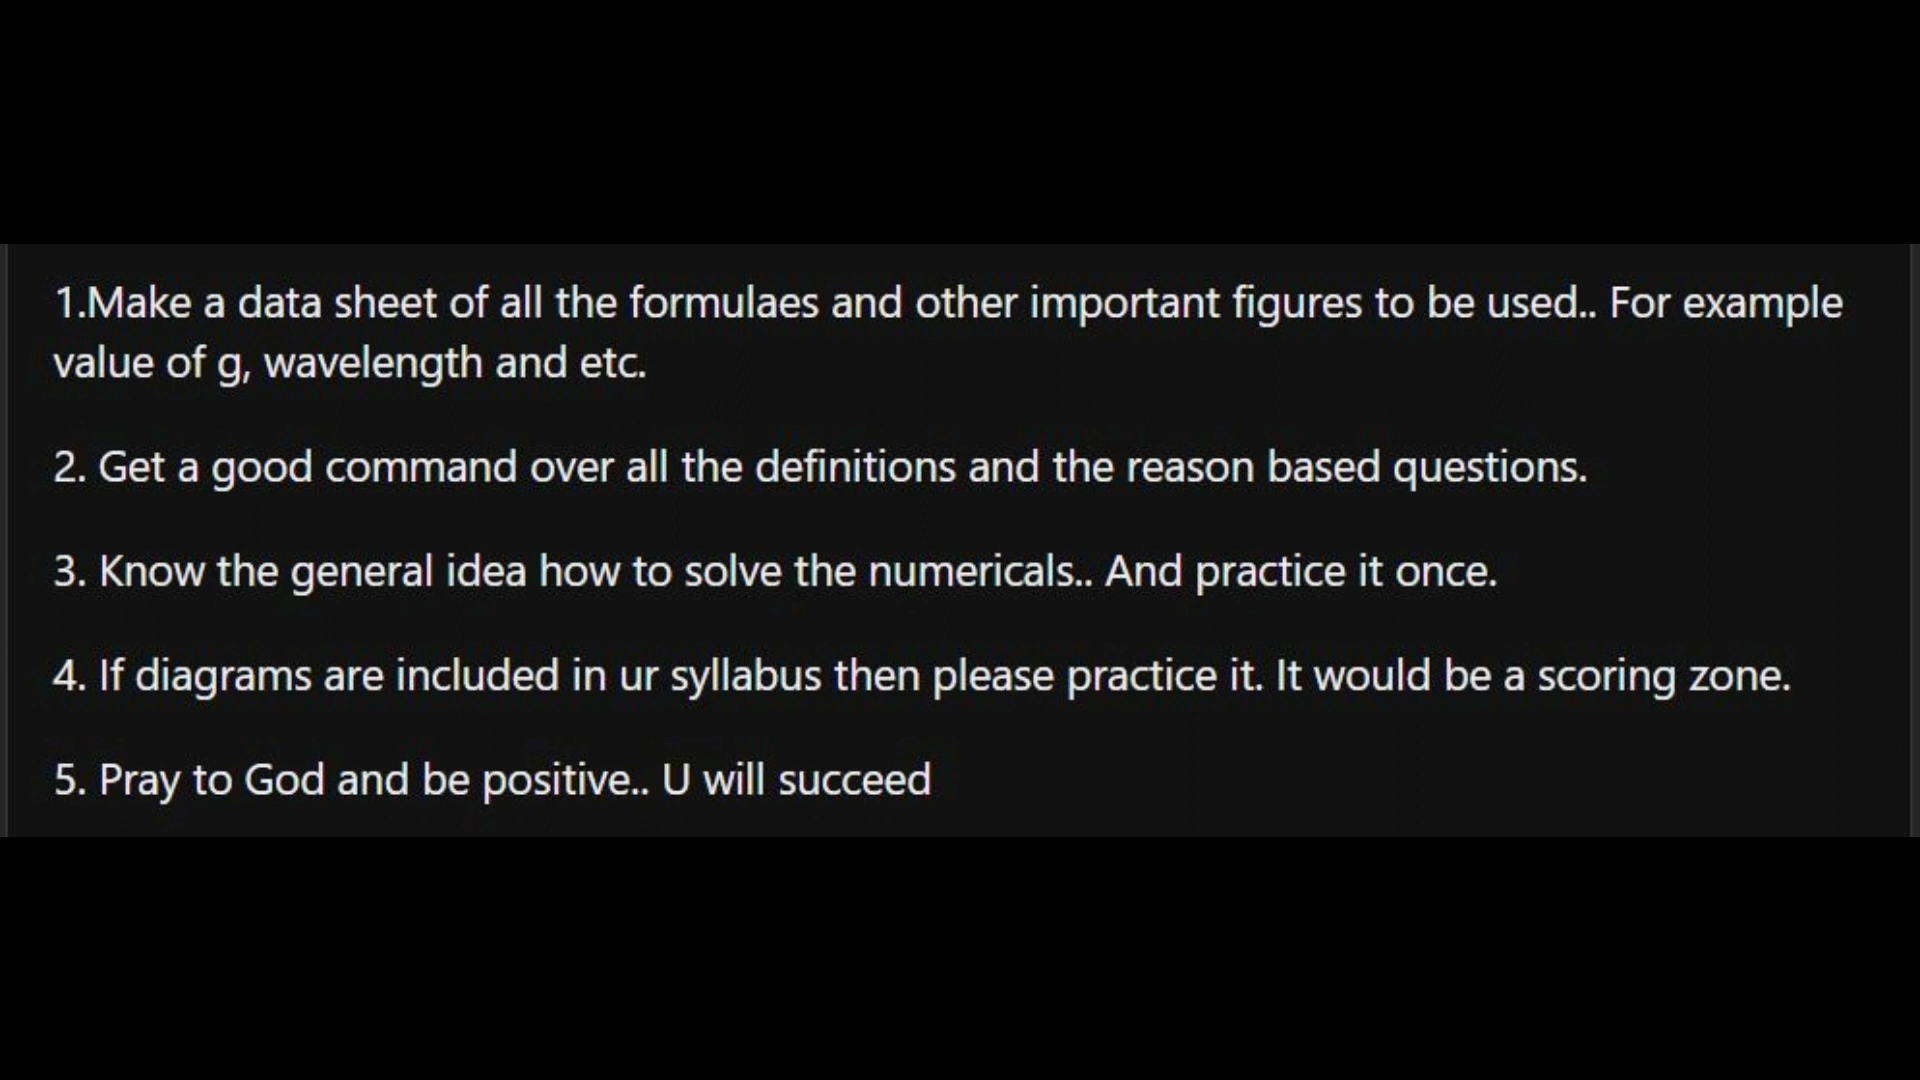 1.Make a data sheet of all the formulaes and other important figures to be used.. For example
value of g, wavelength and etc.
2. Get a good command over all the definitions and the reason based questions.
3. Know the general idea how to solve the numericals.. And practice it once.
4. If diagrams are included in ur syllabus then please practice it. It would be a scoring zone.
5. Pray to God and be positive.. U will succeed